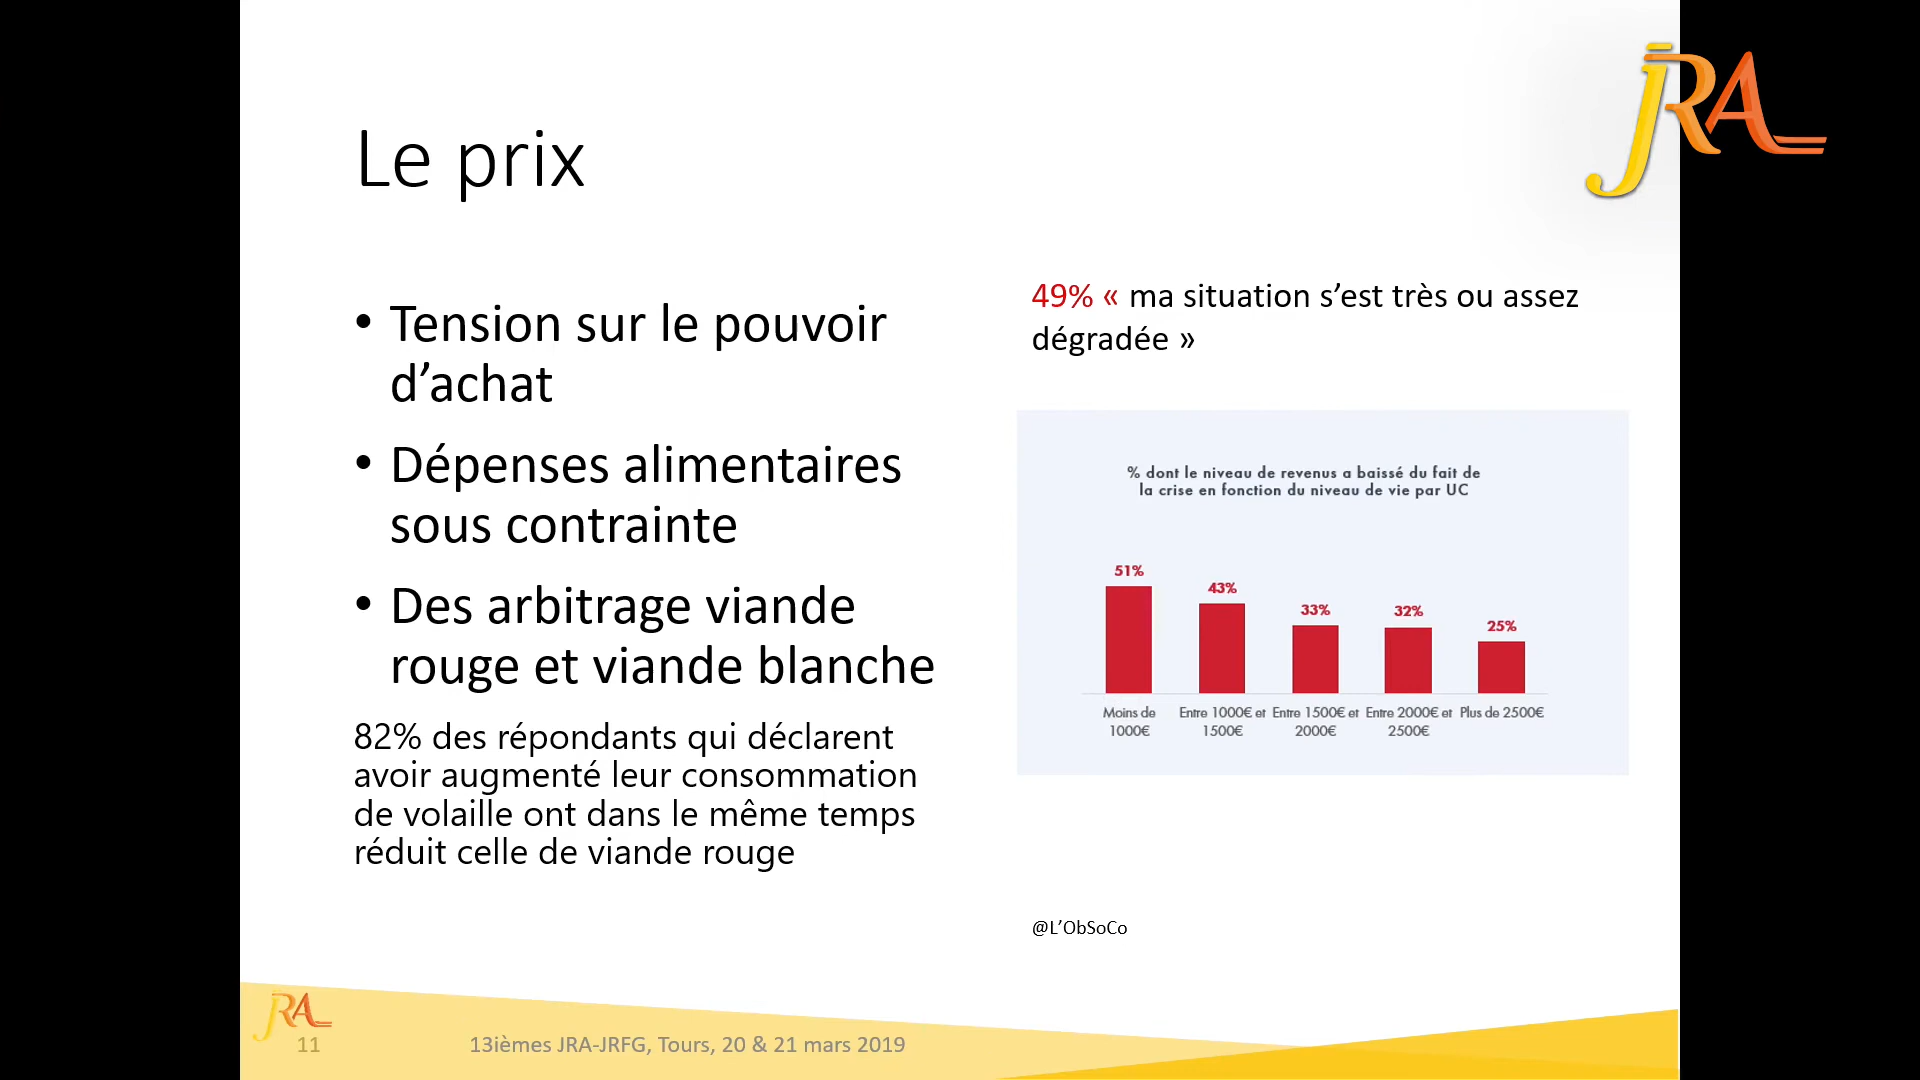 JRA
Le prix
• Tension sur le pouvoir
d’achat
• Dépenses alimentaires
sous contrainte
• Des arbitrage viande
rouge et viande blanche
82% des répondants qui déclarent
avoir augmenté leur consommation
de volaille ont dans le même temps
réduit celle de viande rouge
49% « ma situation s’est très ou assez
dégradée »
% dont le niveau de revenus a baissé du fait de
la crise en fonction du niveau de vie par UC
51% 43% 33% 32% 25%
Moins de Entre 1000€ et Entre 1500€ et Entre 2000€ et Plus de 2500€
1000€ 1500€ 2000€ 2500€
@L’ObSoCo
JRA
11 13ièmes JRA-JRFG, Tours, 20 & 21 mars 2019